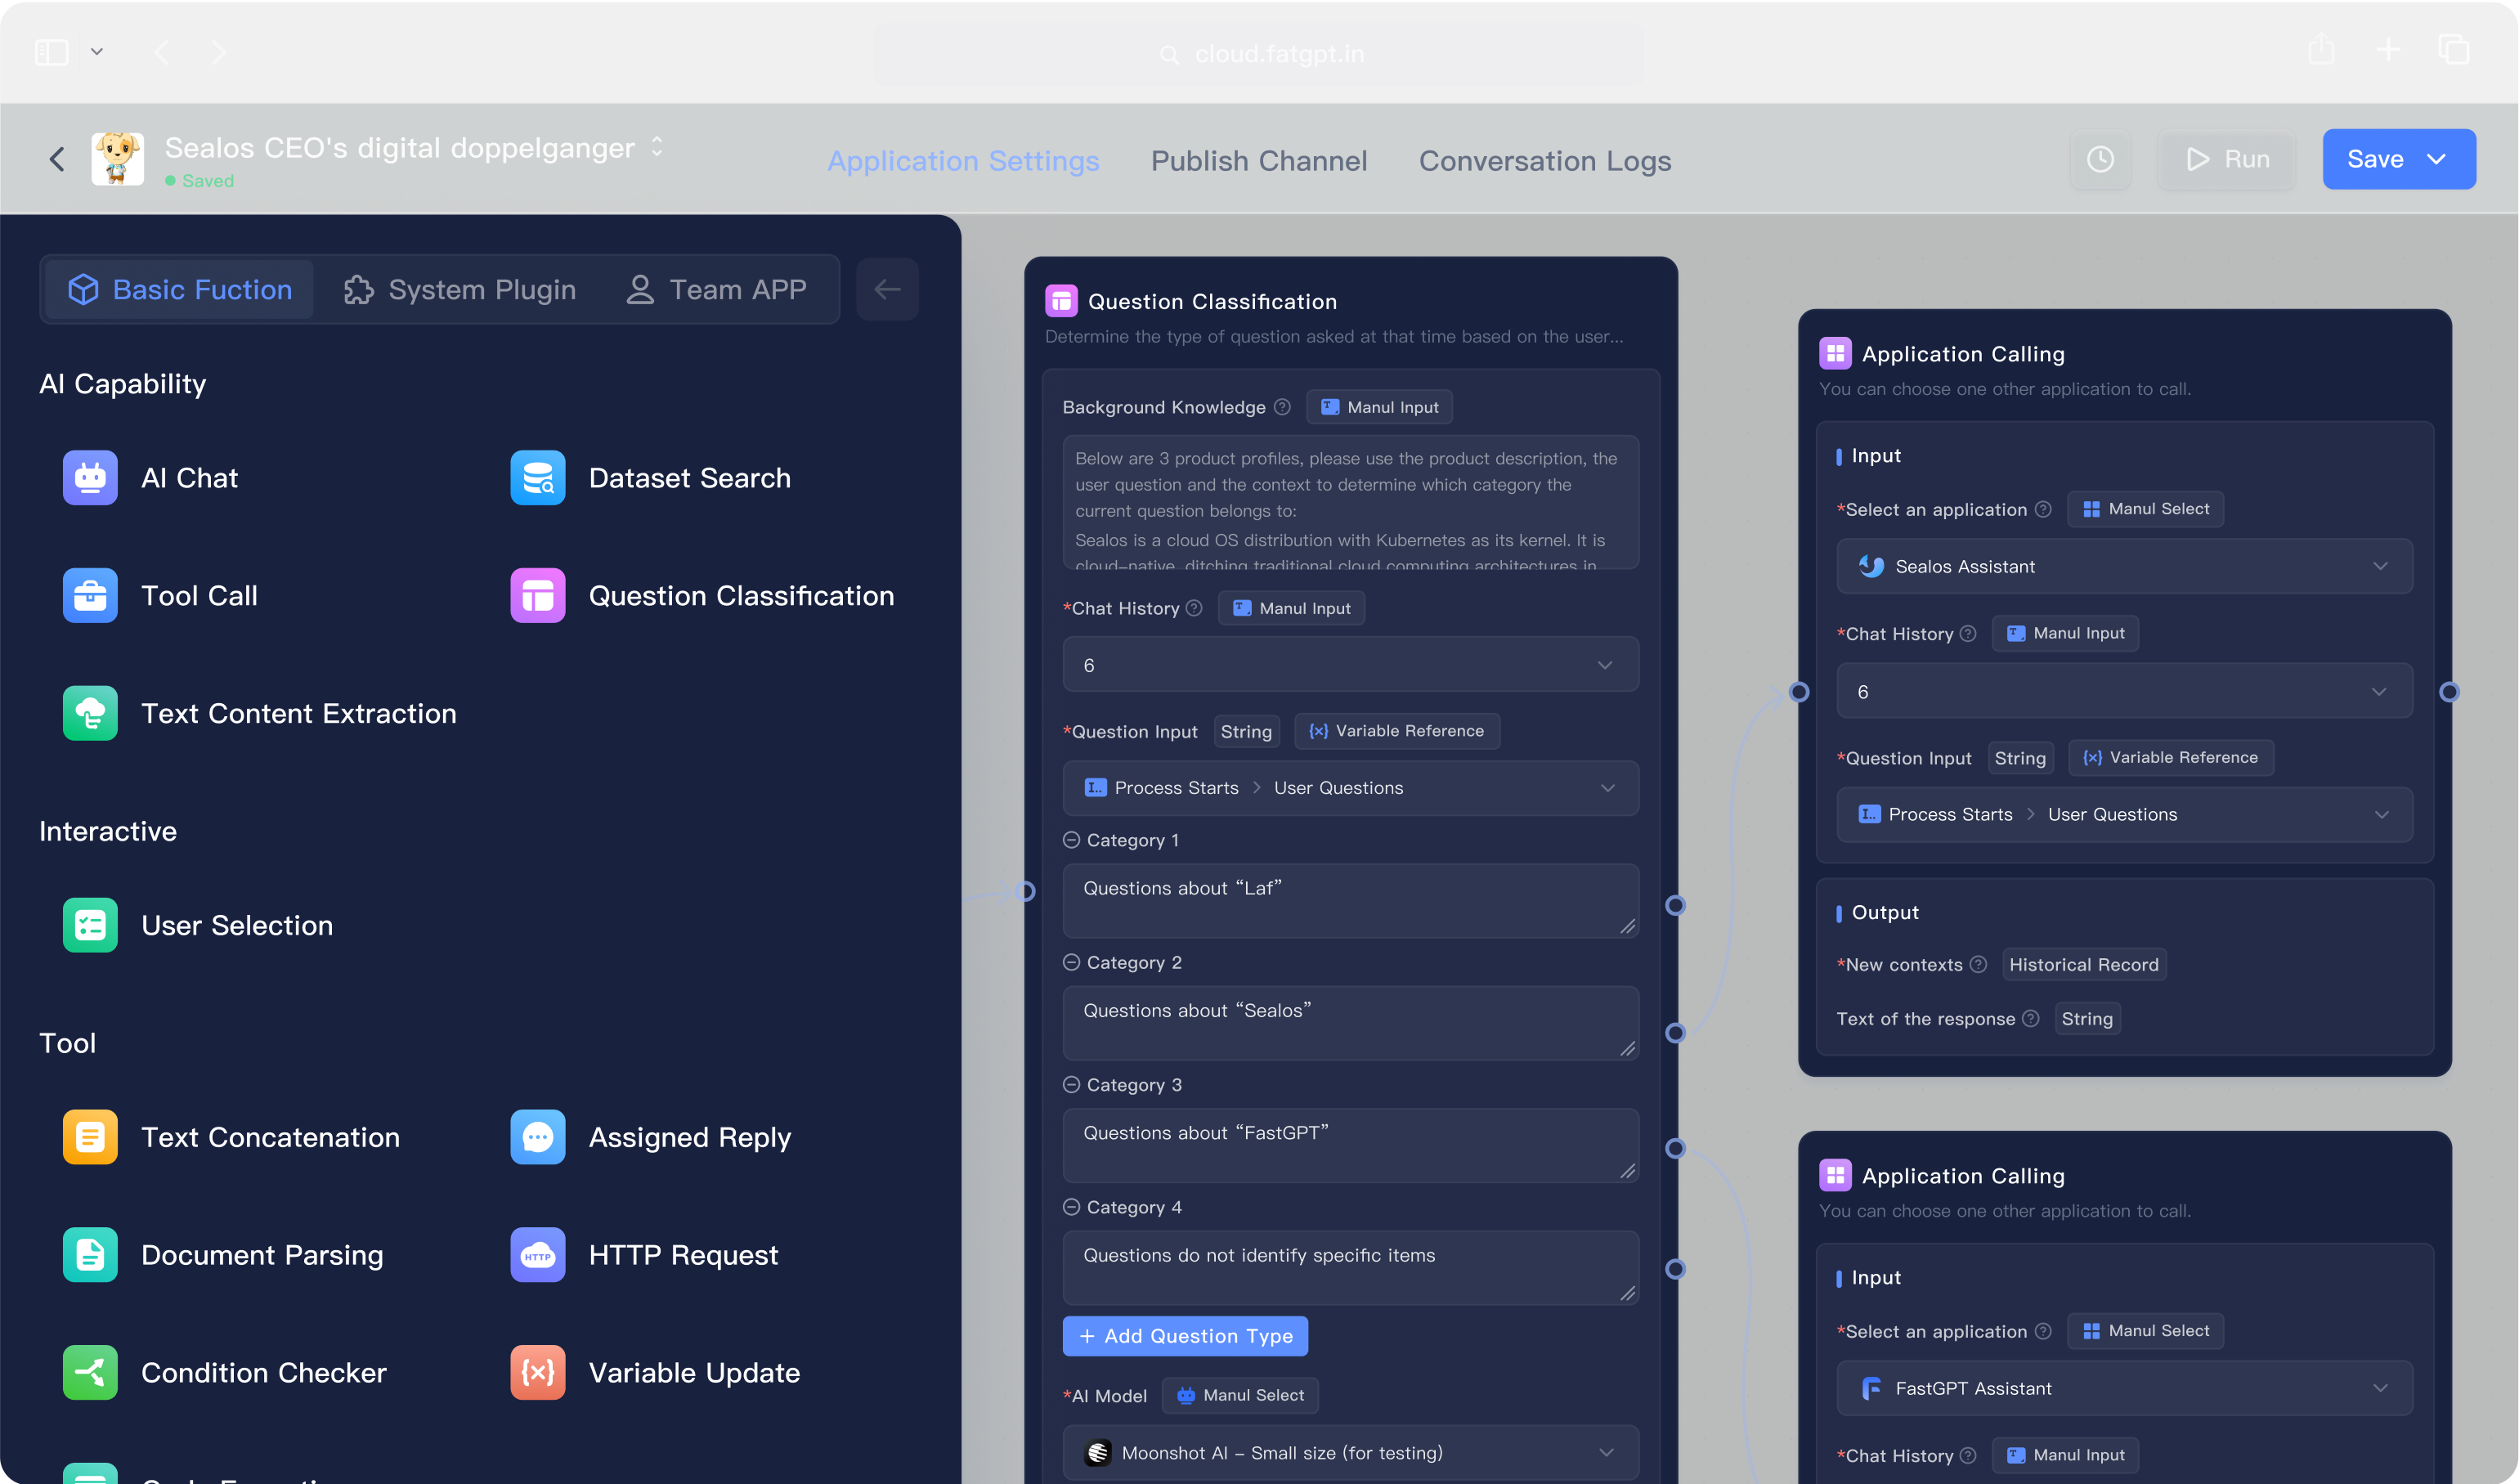 cloud.fatgpt.in
Sealos CEO's digital doppelganger
Saved
Application Settings
Publish Channel
Conversation Logs
Run
Save
Basic Fuction
System Plugin
Team APP
AI Capability
AI Chat
Dataset Search
Tool Call
Question Classification
Text Content Extraction
Interactive
User Selection
Tool
Text Concatenation
Assigned Reply
Document Parsing
HTTP
HTTP Request
Condition Checker
Variable Update
Question Classification
Determine the type of question asked at that time based on the user...
Background Knowledge
Manul Input
Below are 3 product profiles, please use the product description, the
user question and the context to determine which category the
current question belongs to:
Sealos is a cloud OS distribution with Kubernetes as its kernel. It is
cloud-native, ditching traditional cloud computing architectures in
*Chat History
Manul Input
6
*Question Input
String
Variable Reference
Process Starts > User Questions
Category 1
Questions about “Laf”
Category 2
Questions about “Sealos”
Category 3
Questions about “FastGPT”
Category 4
Questions do not identify specific items
+ Add Question Type
*AI Model
Manul Select
Moonshot AI – Small size (for testing)
Application Calling
You can choose one other application to call.
Input
*Select an application
Manul Select
Sealos Assistant
*Chat History
Manul Input
6
*Question Input
String
Variable Reference
Process Starts > User Questions
Output
*New contexts
Historical Record
Text of the response
String
Application Calling
You can choose one other application to call.
Input
*Select an application
Manul Select
FastGPT Assistant
*Chat History
Manul Input